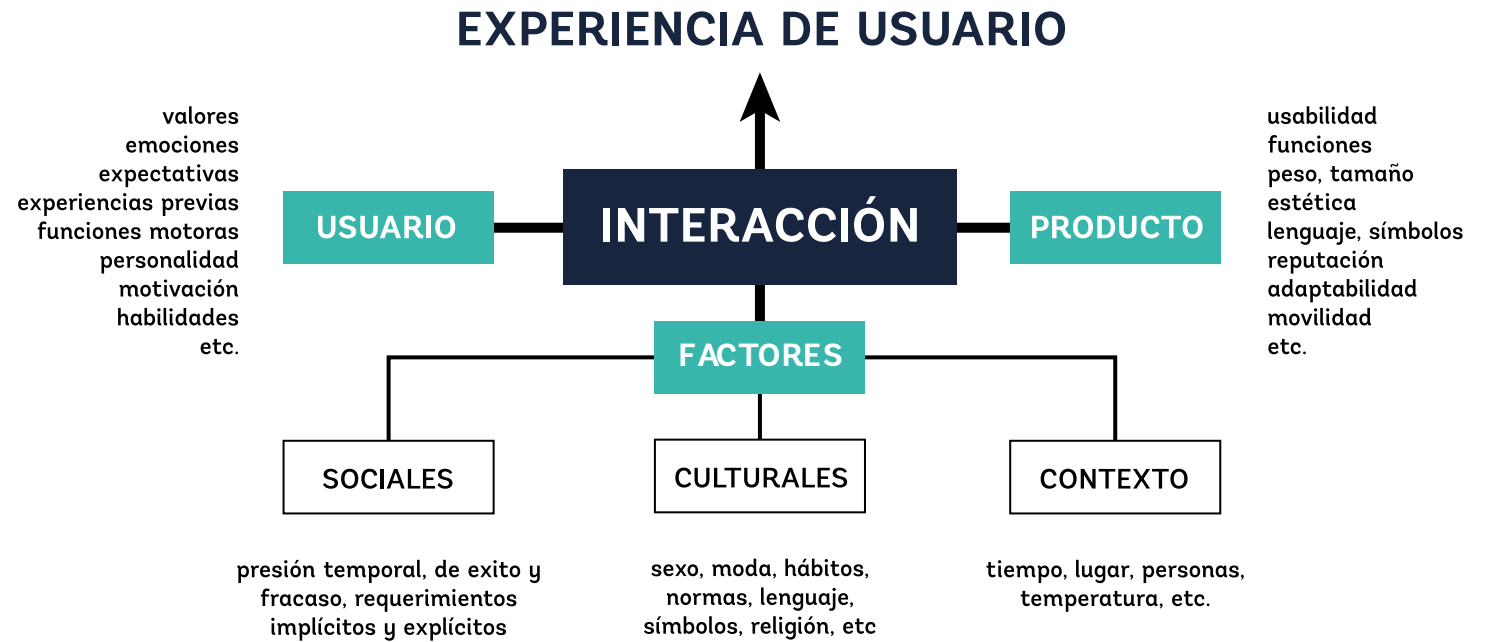 EXPERIENCIA DE USUARIO
valores
emociones
expectativas
experiencias previas
funciones motoras
personalidad
motivación
habilidades
etc.
USUARIO
INTERACCIÓN
PRODUCTO
usabilidad
funciones
peso, tamaño
estética
lenguaje, símbolos
reputación
adaptabilidad
movilidad
etc.
FACTORES
SOCIALES
CULTURALES
CONTEXTO
presión temporal, de exito y
fracaso, requerimientos
implícitos y explícitos
sexo, moda, hábitos,
normas, lenguaje,
símbolos, religión, etc
tiempo, lugar, personas,
temperatura, etc.